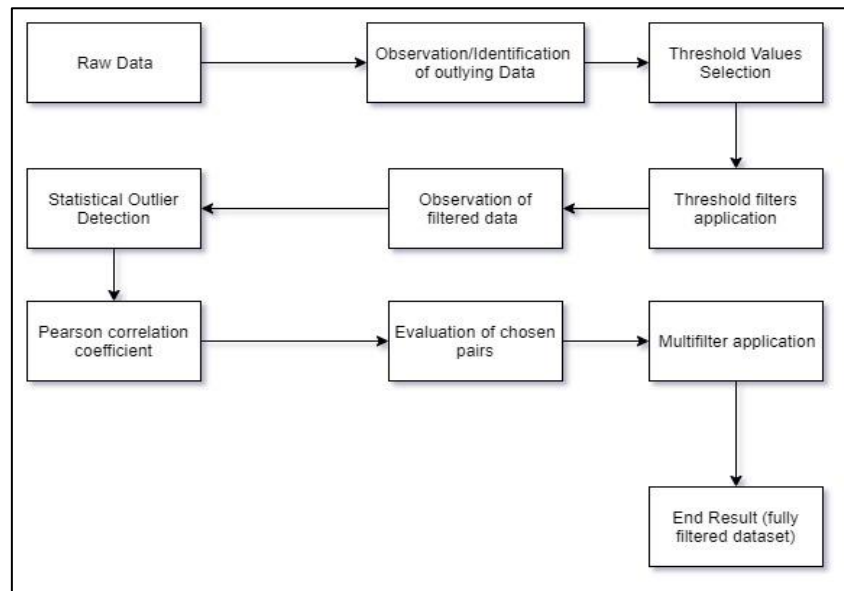 Raw Data
Observation/Identification
of outlying Data
Threshold Values
Selection
Threshold filters
application
Observation of
filtered data
Statistical Outlier
Detection
Pearson correlation
coefficient
Evaluation of chosen
pairs
Multifilter application
End Result (fully
filtered dataset)